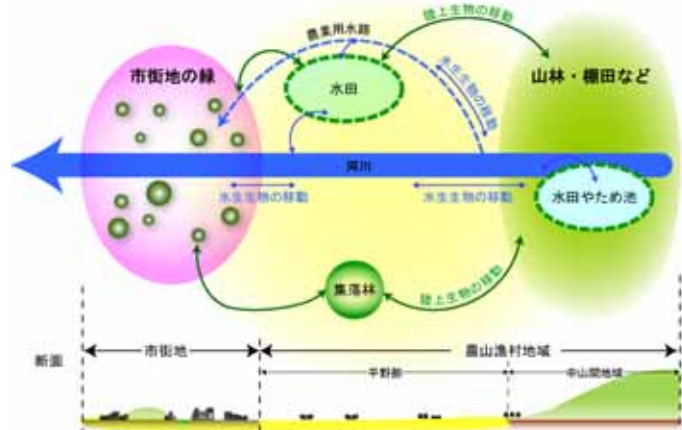 陸上生物の移動
農業用水路
市街地の緑
水田
水生生物の移動
山林・棚田など
河川
水生生物の移動
水生生物の移動
水田やため池
集落林
陸上生物の移動
断面
市街地
農山漁村地域
平野部
中山間地域